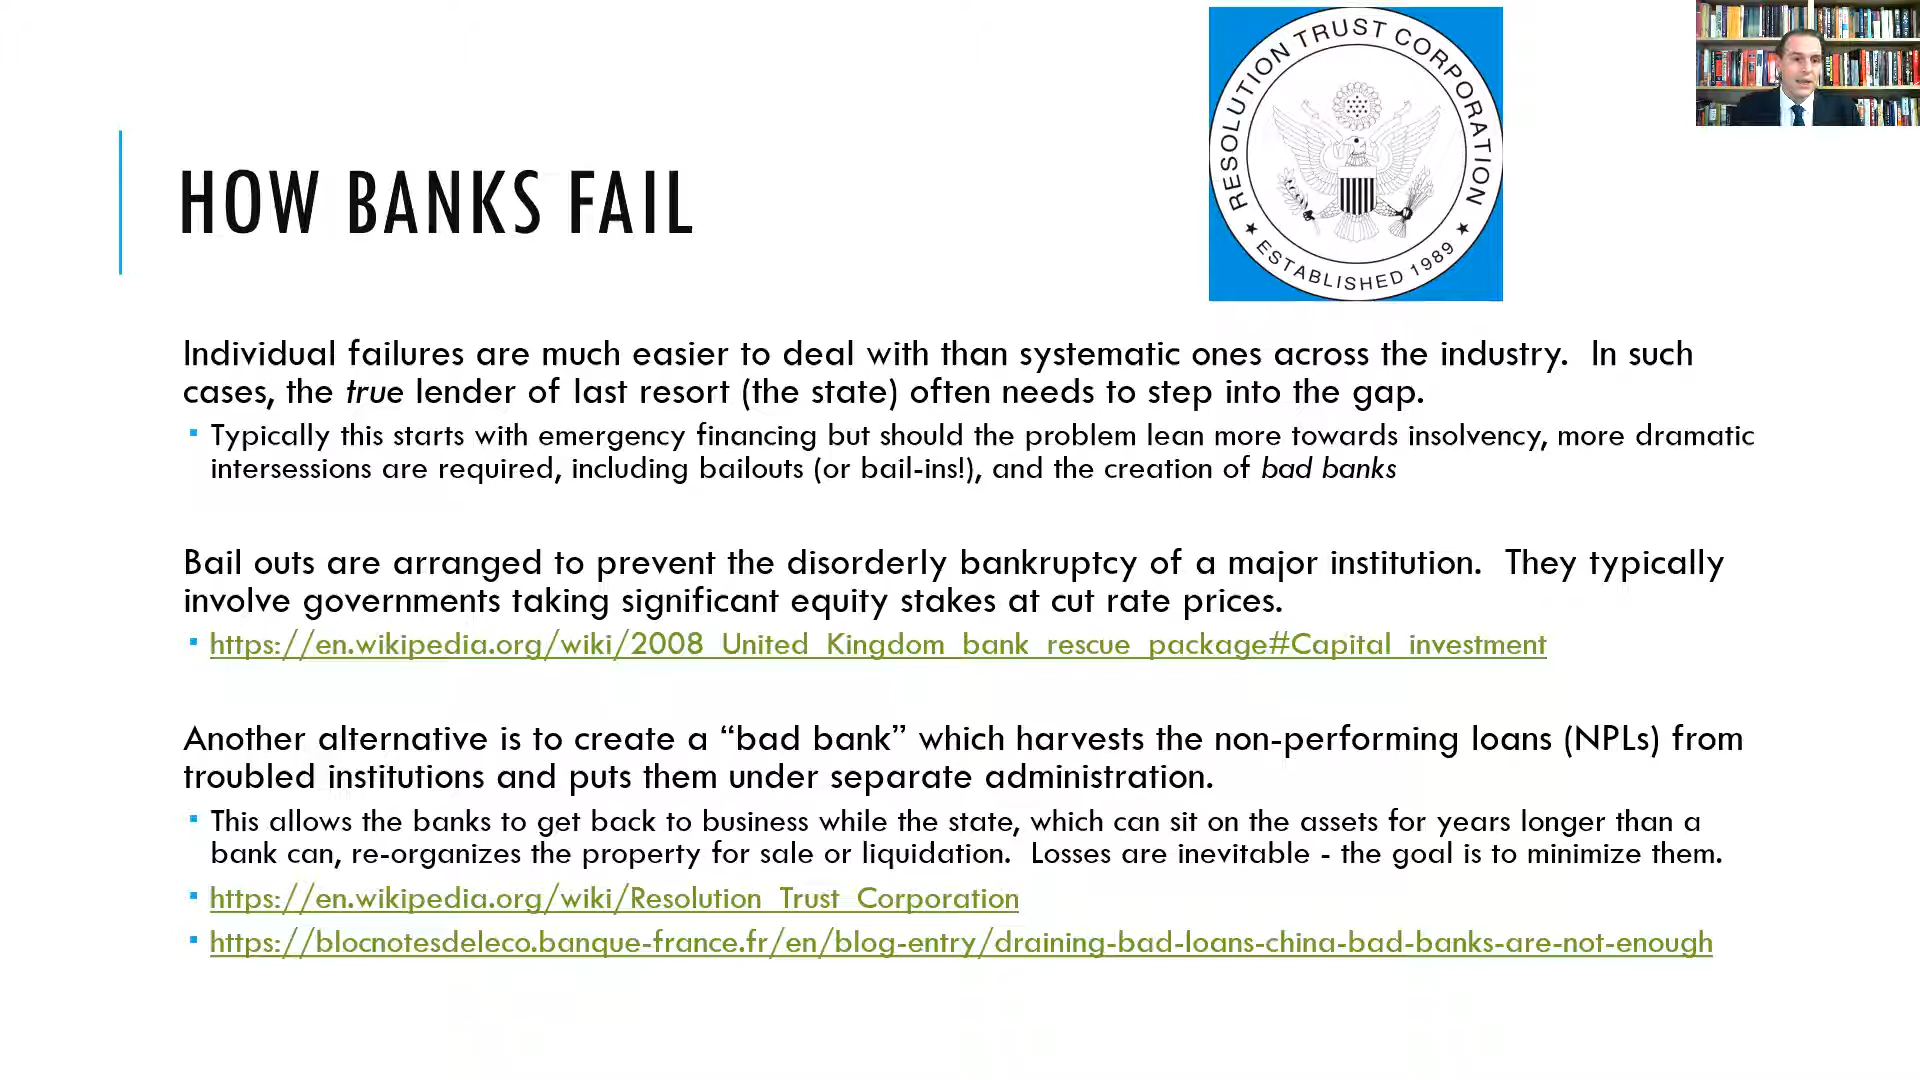 RESOLUTION TRUST CORPORATION
★ ESTABLISHED 1989 ★
HOW BANKS FAIL
Individual failures are much easier to deal with than systematic ones across the industry.  In such
cases, the true lender of last resort (the state) often needs to step into the gap.
▪ Typically this starts with emergency financing but should the problem lean more towards insolvency, more dramatic
intersessions are required, including bailouts (or bail-ins!), and the creation of bad banks
Bail outs are arranged to prevent the disorderly bankruptcy of a major institution.  They typically
involve governments taking significant equity stakes at cut rate prices.
▪ https://en.wikipedia.org/wiki/2008_United_Kingdom_bank_rescue_package#Capital_investment
Another alternative is to create a “bad bank” which harvests the non-performing loans (NPLs) from
troubled institutions and puts them under separate administration.
▪ This allows the banks to get back to business while the state, which can sit on the assets for years longer than a
bank can, re-organizes the property for sale or liquidation.  Losses are inevitable - the goal is to minimize them.
▪ https://en.wikipedia.org/wiki/Resolution_Trust_Corporation
▪ https://blocnotesdeleco.banque-france.fr/en/blog-entry/draining-bad-loans-china-bad-banks-are-not-enough